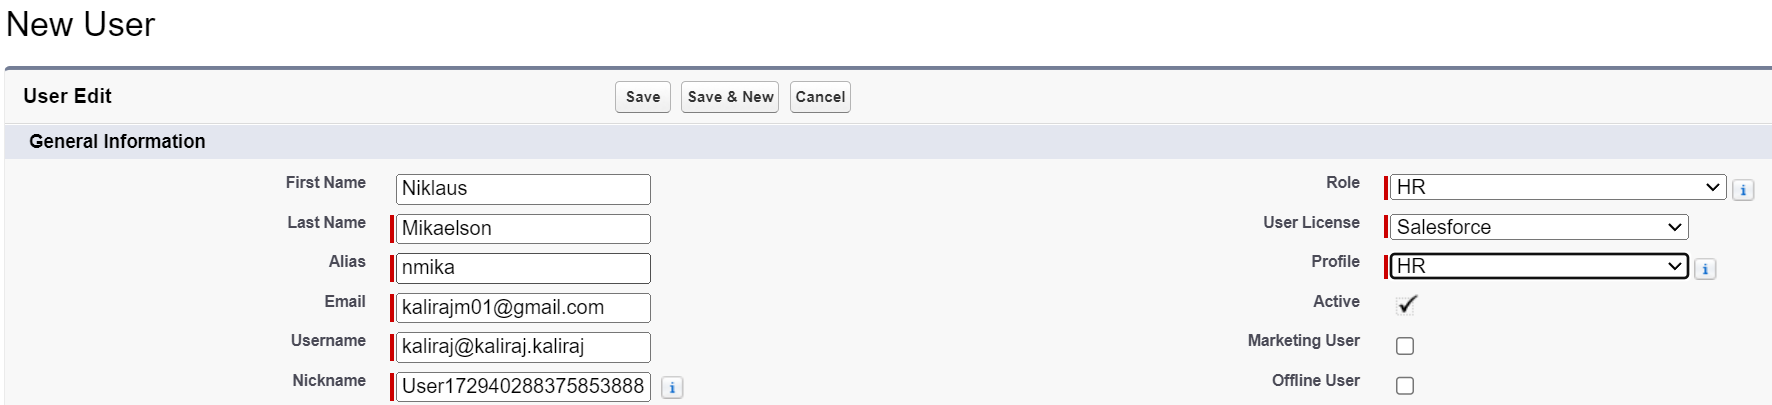 New User
User Edit Save Save & New Cancel
General Information
First Name Niklaus
Last Name Mikaelson
Alias nmika
Email kalirajm01@gmail.com
Username kaliraj@kaliraj.kaliraj
Nickname User172940288375853888 i
Role HR i
User License Salesforce
Profile HR i
Active
Marketing User
Offline User